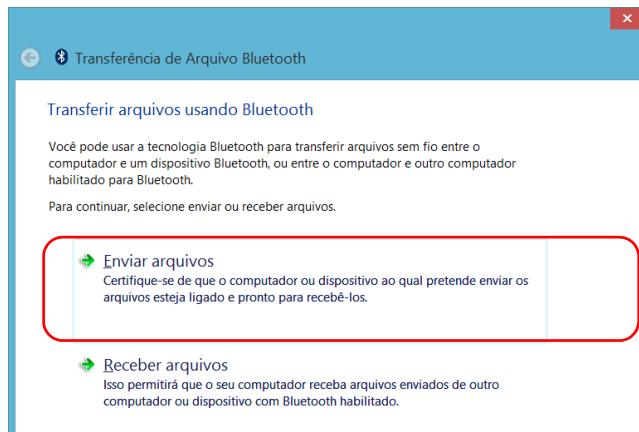 Transferência de Arquivo Bluetooth
Transferir arquivos usando Bluetooth
Você pode usar a tecnologia Bluetooth para transferir arquivos sem fio entre o
computador e um dispositivo Bluetooth, ou entre o computador e outro computador
habilitado para Bluetooth.
Para continuar, selecione enviar ou receber arquivos.
Enviar arquivos
Certifique-se de que o computador ou dispositivo ao qual pretende enviar os
arquivos esteja ligado e pronto para recebê-los.
Receber arquivos
Isso permitirá que o seu computador receba arquivos enviados de outro
computador ou dispositivo com Bluetooth habilitado.